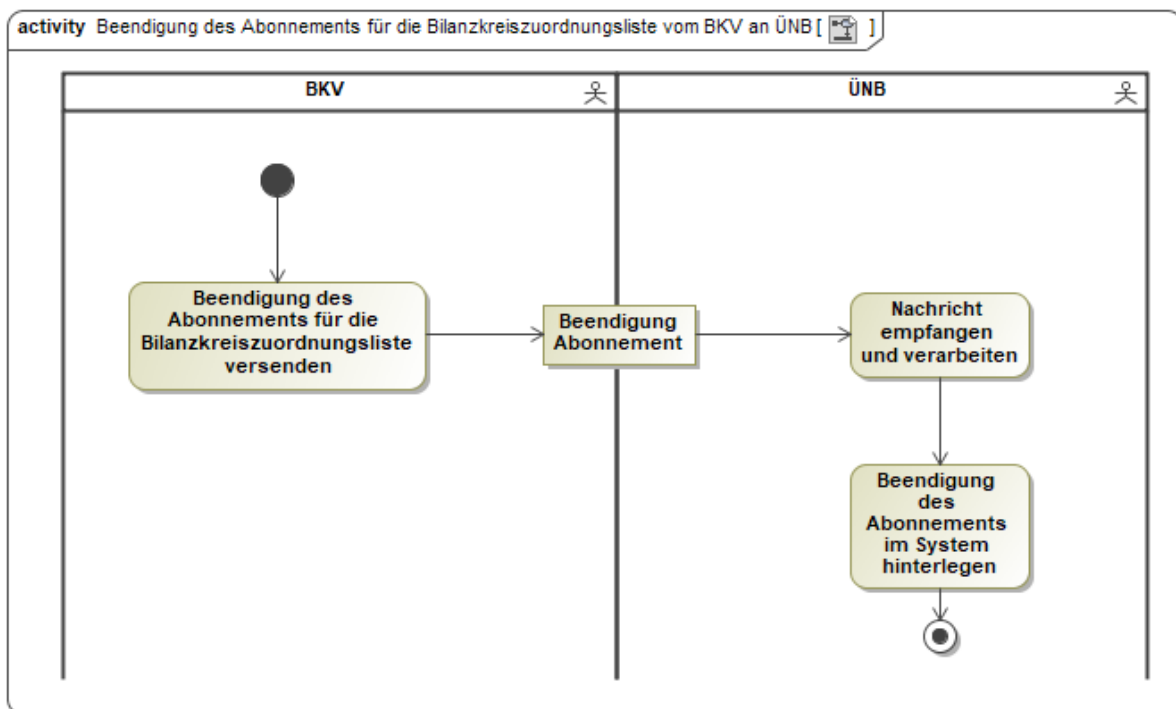 activity Beendigung des Abonnements für die Bilanzkreiszuordnungsliste vom BKV an ÜNB [ ]
BKV
ÜNB
Beendigung des
Abonnements für die
Bilanzkreiszuordnungsliste
versenden
Beendigung
Abonnement
Nachricht
empfangen
und verarbeiten
Beendigung
des
Abonnements
im System
hinterlegen